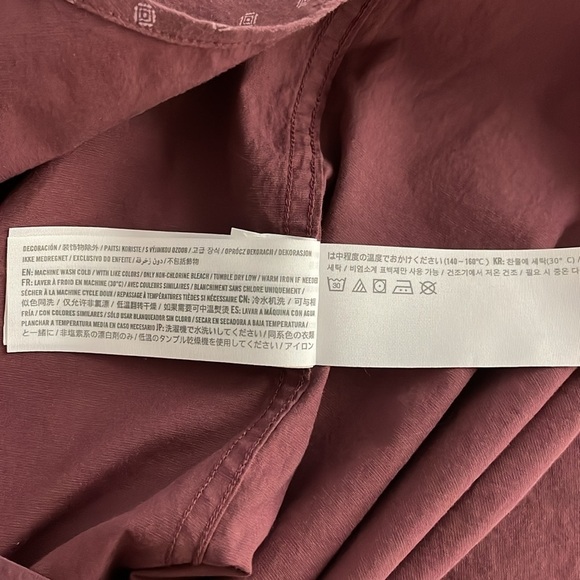 DECORACIÓN / 装饰物除外 / PAITSI KORISTE / S VÝJIMKOU OZDOB / 고급 장식 / OPRÓCZ BEZGRACH / DEKORASJON
IKKE MEDREGNET / EXCLUSIVO DO ENFEITE / دون زخرفة / 不包括動物
EN: MACHINE WASH COLD / WITH LIKE COLORS / ONLY NON-CHLORINE BLEACH / TUMBLE DRY LOW / WARM IRON IF NEEDED
FR: LAVER À FROID EN MACHINE (30°C) / AVEC COULEURS SIMILAIRES / BLANCHIMENT SANS CHLORE UNIQUEMENT /
SÉCHER À LA MACHINE CYCLE DOUX / REPASSAGE À TEMPÉRATURES TIÈDES SI NÉCESSAIRE CN: 冷水机洗 / 可与相
似色同洗 / 仅允许非氯漂 / 低温翻转干燥 / 如果需要可中温熨烫 ES: LAVAR A MÁQUINA CON AGUA
FRÍA / CON COLORES SIMILARES / SÓLO USAR BLANQUEADOR SIN CLORO / SECAR EN SECADORA A BAJA TEMPERATURA /
PLANCHAR A TEMPERATURA MEDIA EN CASO NECESARIO JP: 洗濯機で水洗いしてください / 同系色の衣類
と一緒に / 非塩素系の漂白剤のみ / 低温のタンブル乾燥機を使用してください / アイロン
は中程度の温度でおかけください (140-160℃) KR: 찬물에 세탁(30° C) /
세탁 / 비염소계 표백제만 사용 가능 / 건조기에서 저온 건조 / 필요 시 중온 다
30